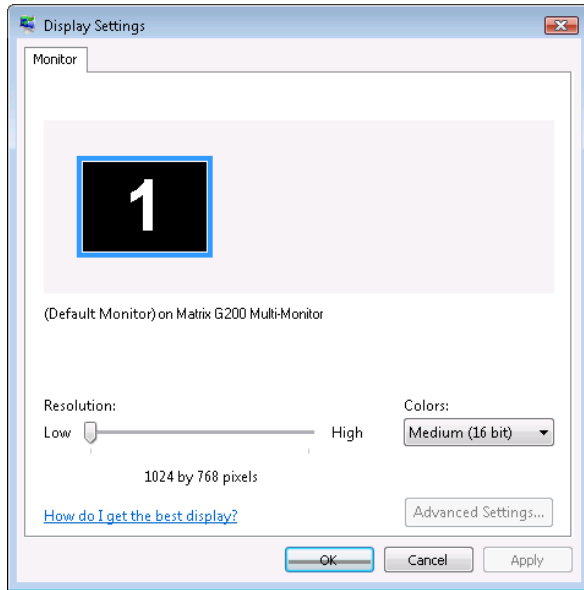 Display Settings
Monitor
1
(Default Monitor) on Matrix G200 Multi-Monitor
Resolution:
Colors:
Low High
Medium (16 bit)
1024 by 768 pixels
How do I get the best display?
Advanced Settings...
OK Cancel Apply